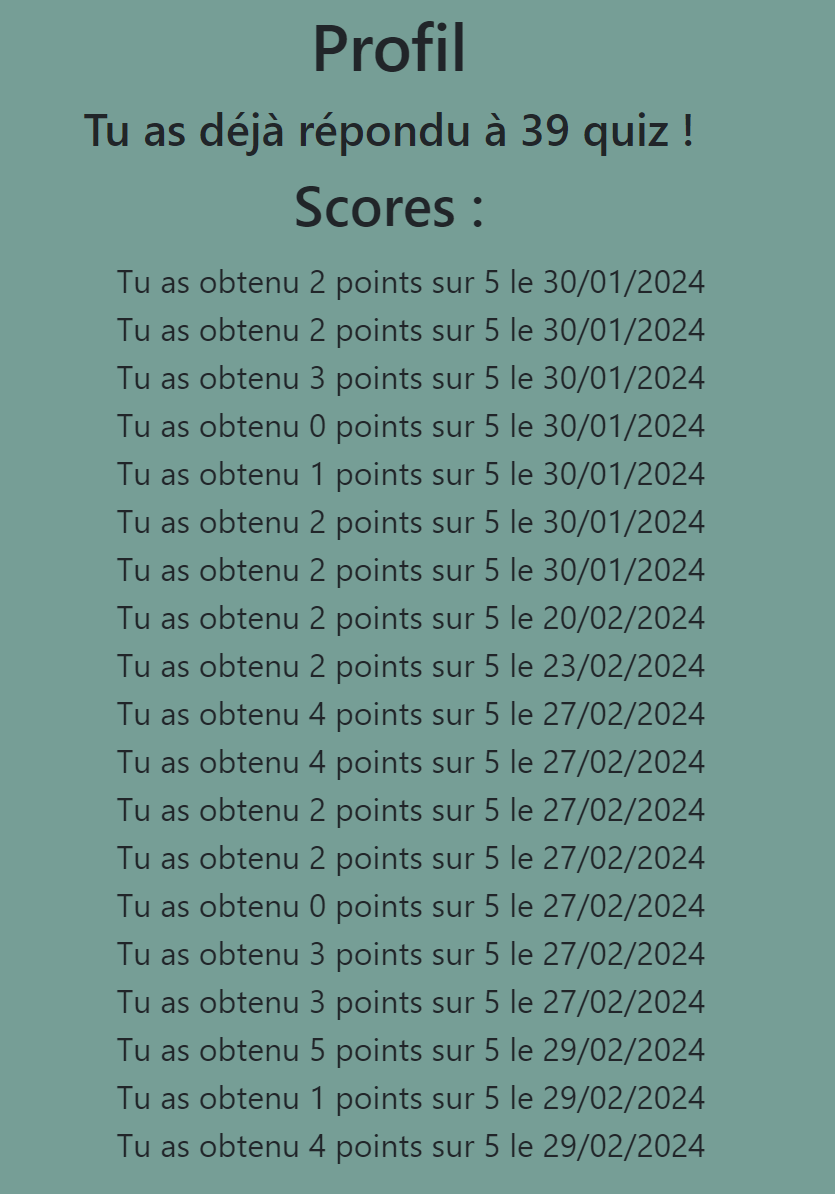 Profil
Tu as déjà répondu à 39 quiz !
Scores :
Tu as obtenu 2 points sur 5 le 30/01/2024
Tu as obtenu 2 points sur 5 le 30/01/2024
Tu as obtenu 3 points sur 5 le 30/01/2024
Tu as obtenu 0 points sur 5 le 30/01/2024
Tu as obtenu 1 points sur 5 le 30/01/2024
Tu as obtenu 2 points sur 5 le 30/01/2024
Tu as obtenu 2 points sur 5 le 30/01/2024
Tu as obtenu 2 points sur 5 le 20/02/2024
Tu as obtenu 2 points sur 5 le 23/02/2024
Tu as obtenu 4 points sur 5 le 27/02/2024
Tu as obtenu 4 points sur 5 le 27/02/2024
Tu as obtenu 2 points sur 5 le 27/02/2024
Tu as obtenu 2 points sur 5 le 27/02/2024
Tu as obtenu 0 points sur 5 le 27/02/2024
Tu as obtenu 3 points sur 5 le 27/02/2024
Tu as obtenu 3 points sur 5 le 27/02/2024
Tu as obtenu 5 points sur 5 le 29/02/2024
Tu as obtenu 1 points sur 5 le 29/02/2024
Tu as obtenu 4 points sur 5 le 29/02/2024